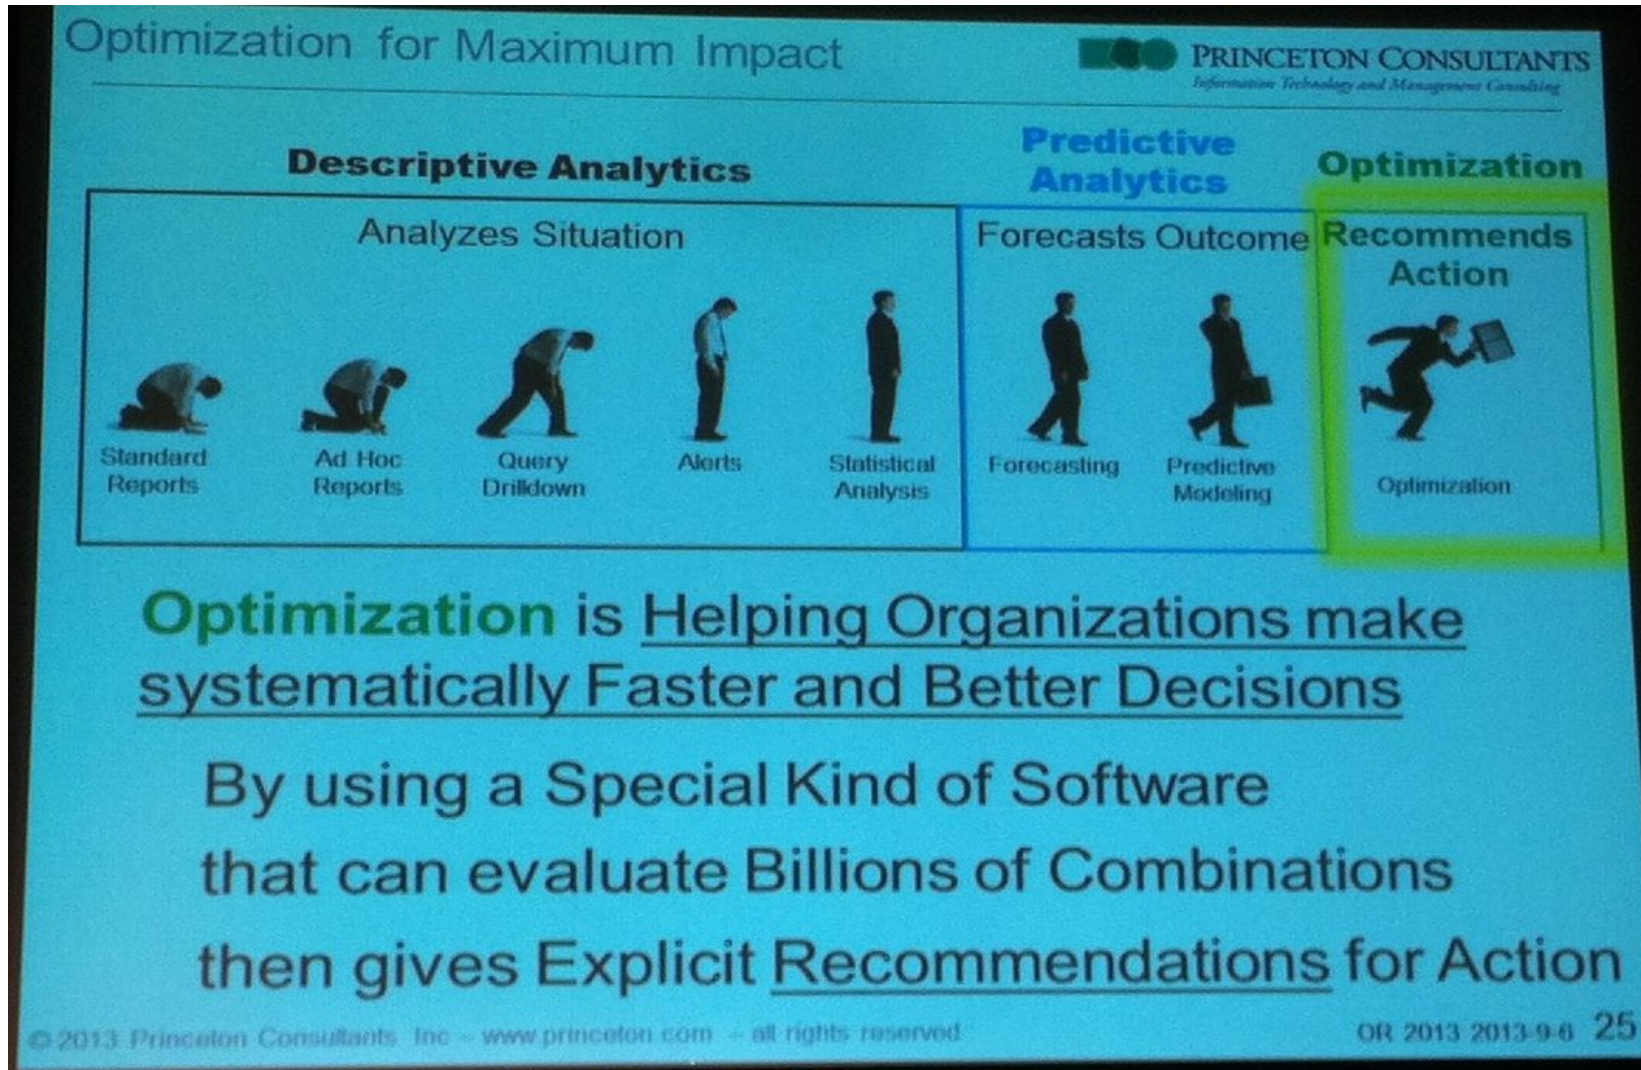 Optimization for Maximum Impact
PRINCETON CONSULTANTS
Information Technology and Management Consulting
Descriptive Analytics
Predictive
Analytics
Optimization
Analyzes Situation
Forecasts Outcome
Recommends
Action
Standard
Reports
Ad Hoc
Reports
Query
Drilldown
Alerts
Statistical
Analysis
Forecasting
Predictive
Modeling
Optimization
Optimization is Helping Organizations make
systematically Faster and Better Decisions
By using a Special Kind of Software
that can evaluate Billions of Combinations
then gives Explicit Recommendations for Action
© 2013 Princeton Consultants Inc – www.princeton.com – all rights reserved
OR 2013 2013-9-6 25